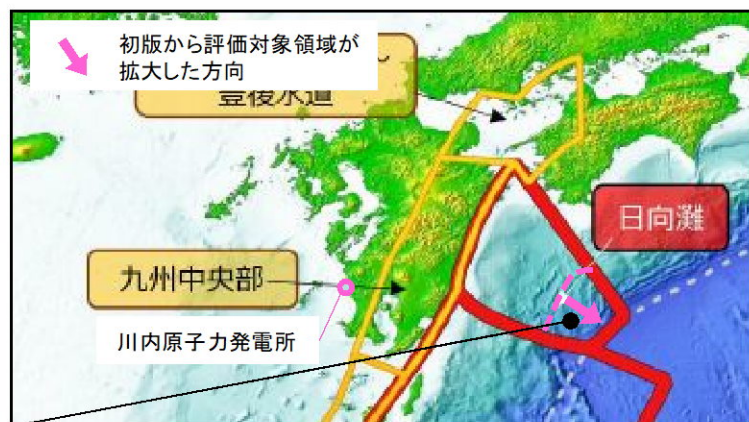 初版から評価対象領域が
拡大した方向
～
豊後水道
日向灘
九州中央部
川内原子力発電所